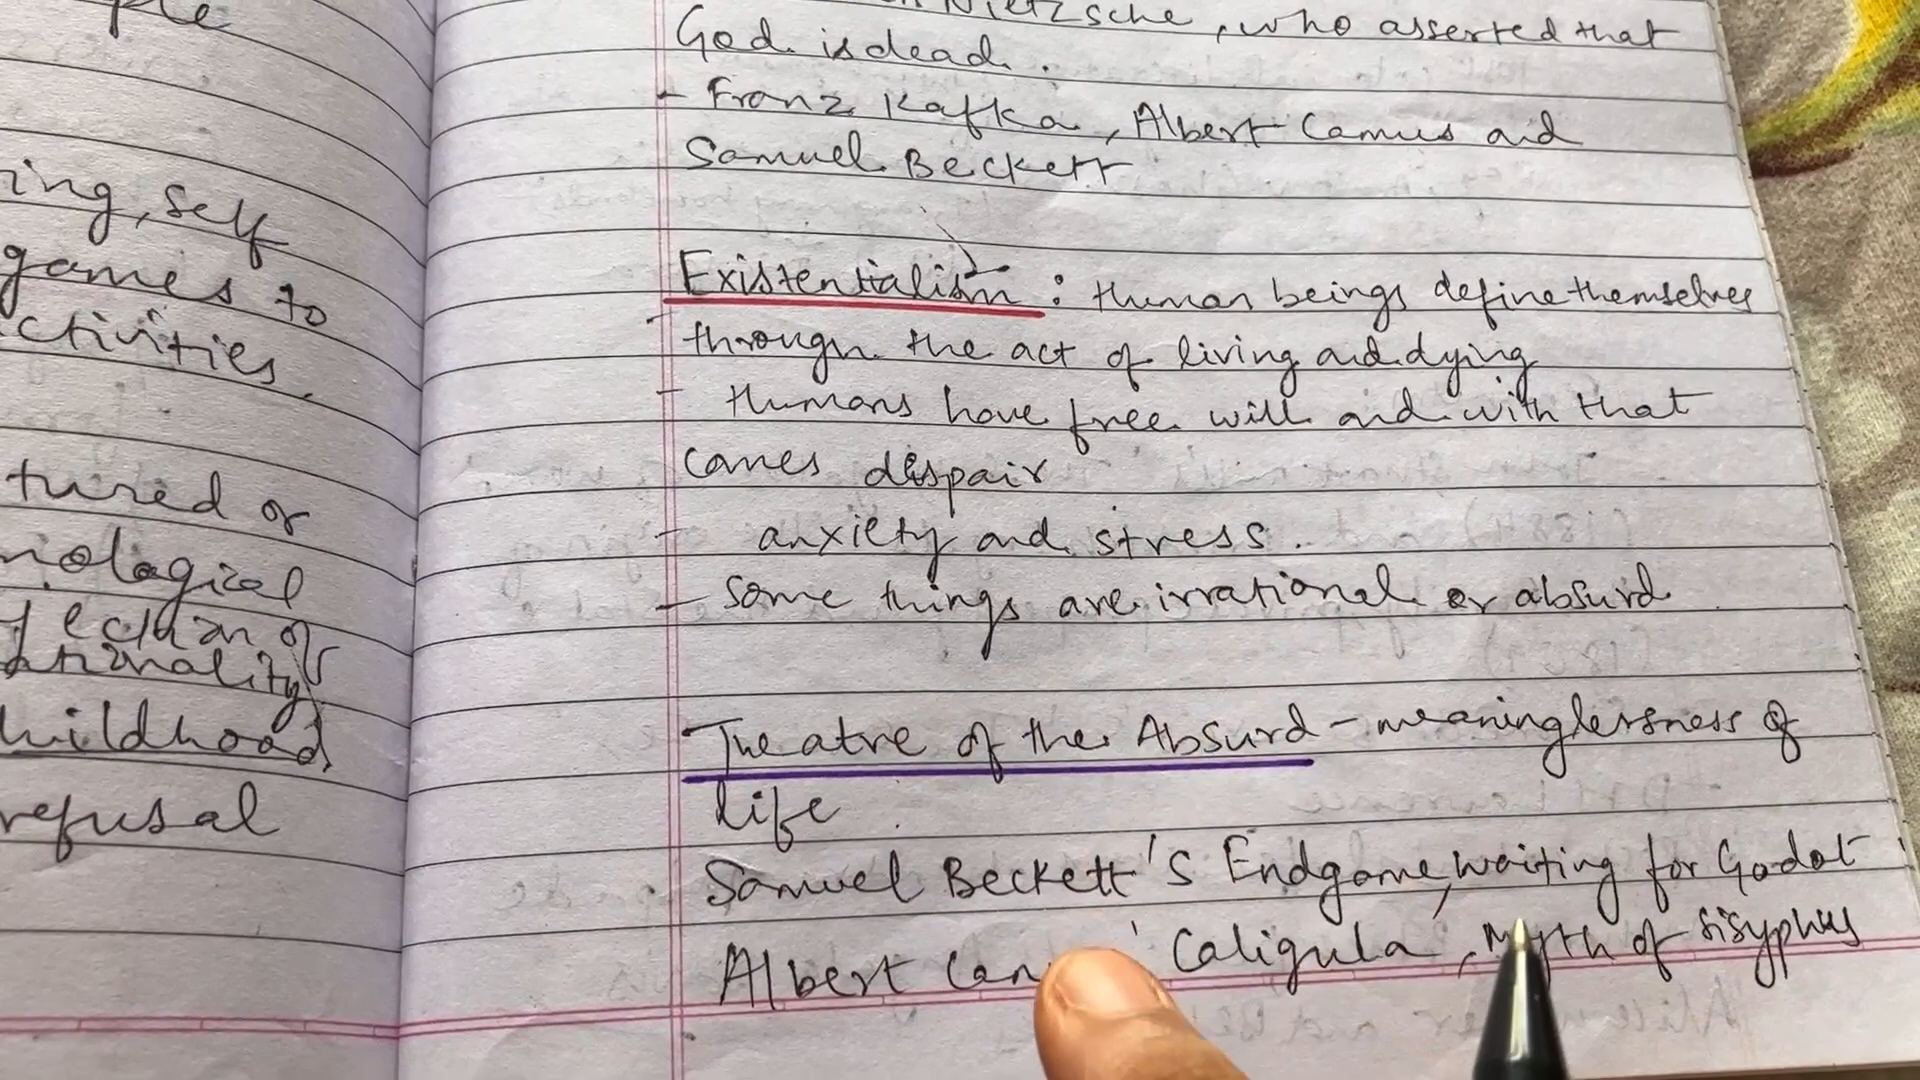 ple
ing, self
games to
ctivities.
tured or
nological
hildhood,
refusal
Nietzsche, who asserted that
God is dead.
- Franz Kafka, Albert Camus and
Samuel Beckett
Existentialism : Human beings define themselves
through the act of living and dying
- Humans have free will and with that
comes despair
- anxiety and stress.
- some things are irrational or absurd
Theatre of the Absurd - meaninglessness of
life
Samuel Beckett's Endgame, waiting for Godot
Albert 'Caligula', Myth of Sisyphus